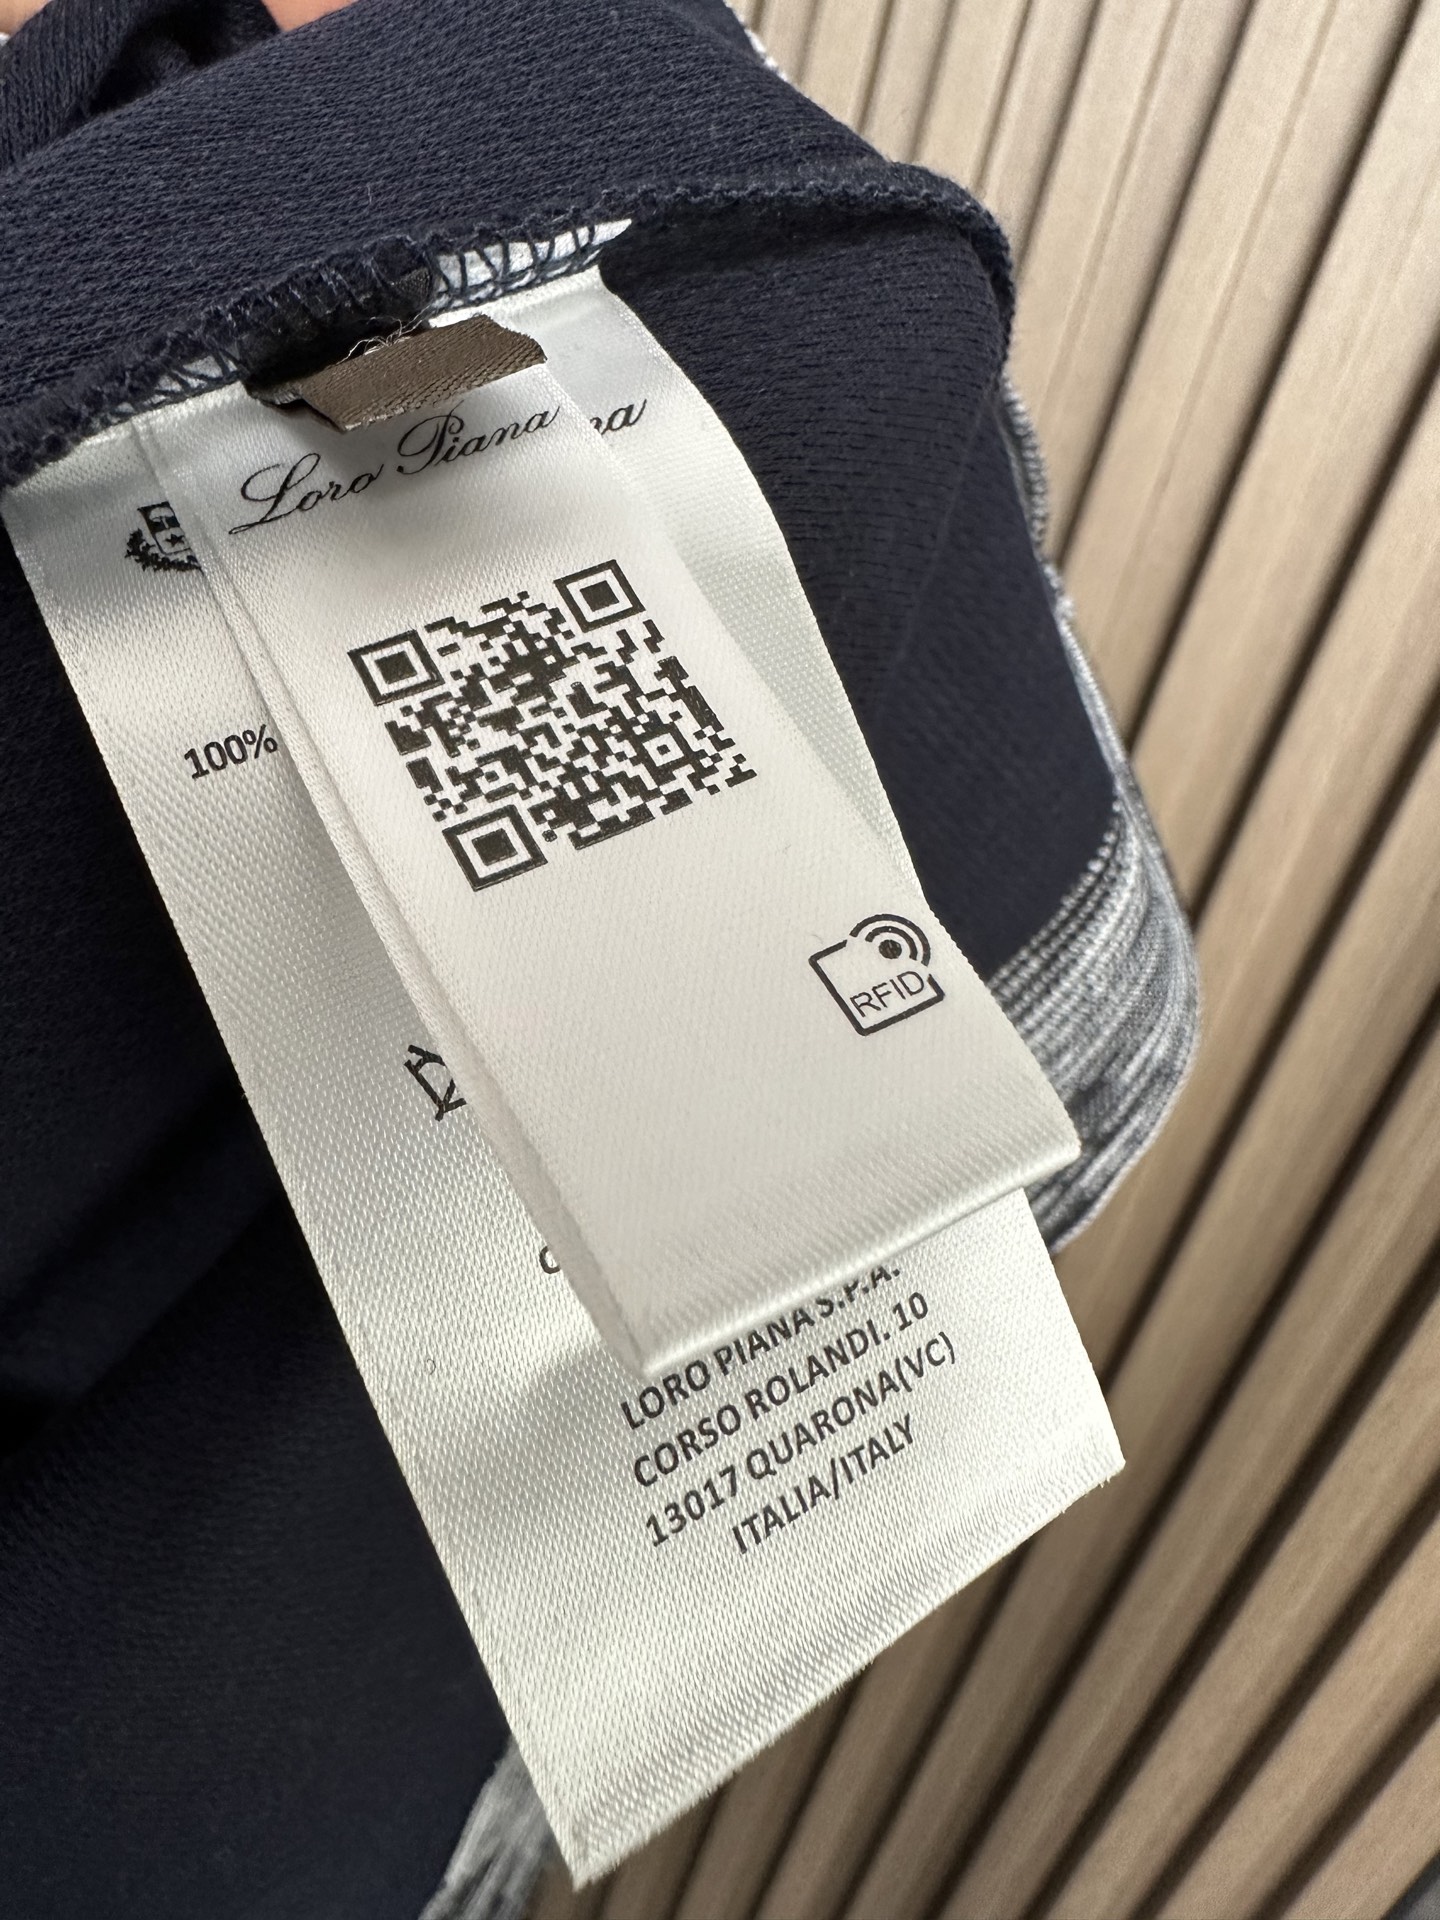 Loro Piana
100%
RFID
LORO PIANA S.P.A.
CORSO ROLANDI. 10
13017 QUARONA(VC)
ITALIA/ITALY